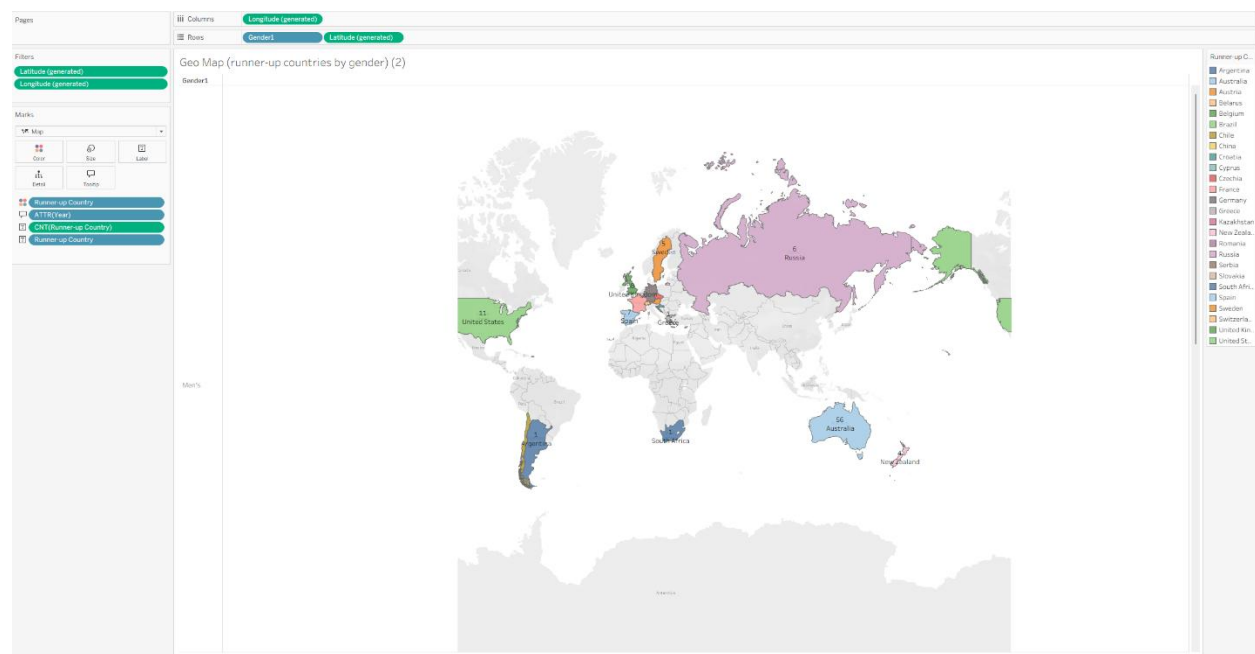 Pages
Columns
Longitude (generated)
Rows
Gender1
Latitude (generated)
Filters
Latitude (generated)
Longitude (generated)
Marks
Map
Color
Size
Label
Detail
Tooltip
Runner-up Country
ATTR(Year)
CNT(Runner-up Country)
Runner-up Country
Geo Map (runner-up countries by gender) (2)
Gender1
Men's
5
Sweden
6
Russia
United Kingdom
Spain
Greece
11
United States
56
Australia
4
New Zealand
1
South Africa
Argentina
Runner-up C...
Argentina
Australia
Austria
Belarus
Belgium
Brazil
Chile
China
Croatia
Cyprus
Czechia
France
Germany
Greece
Kazakhstan
New Zeala..
Romania
Russia
Serbia
Slovakia
South Afri..
Spain
Sweden
Switzerla..
United Kin..
United St..